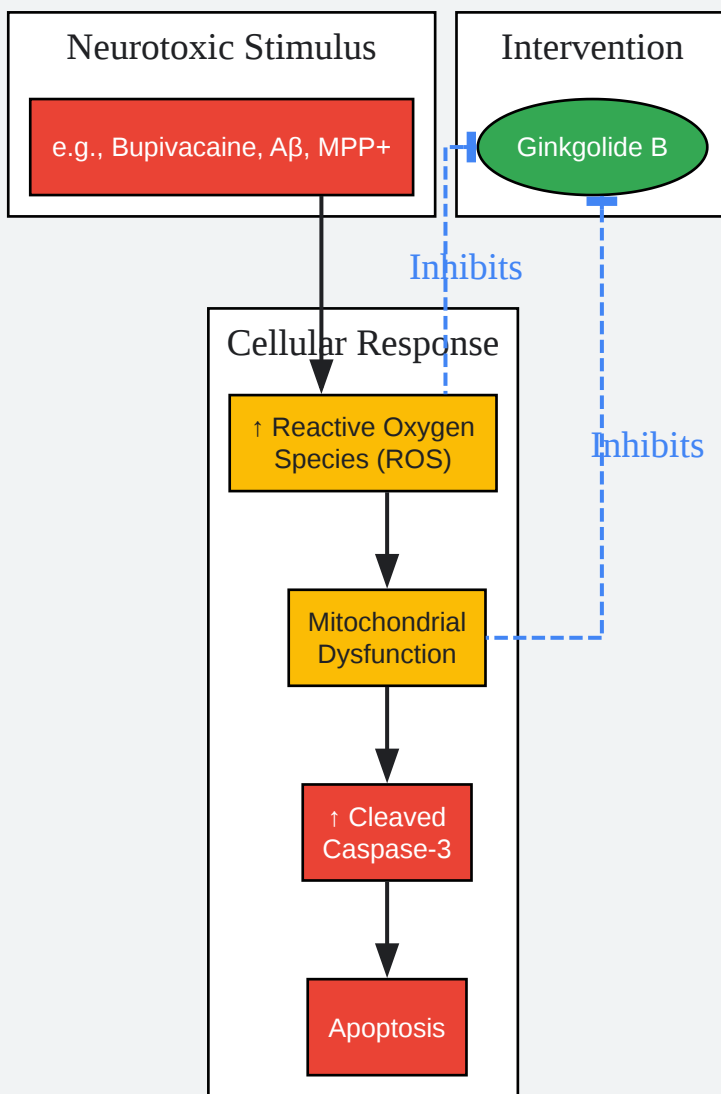 Neurotoxic Stimulus
e.g., Bupivacaine, Aβ, MPP+
Intervention
Ginkgolide B
Inhibits
Cellular Response
↑ Reactive Oxygen
Species (ROS)
Inhibits
Mitochondrial
Dysfunction
↑ Cleaved
Caspase-3
Apoptosis